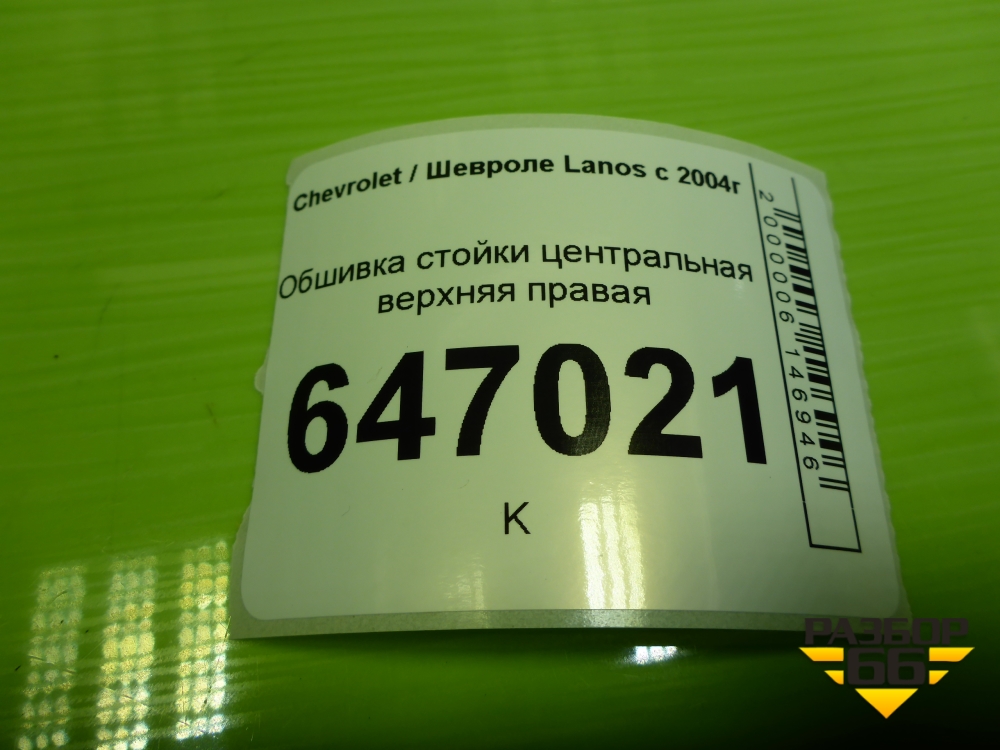 Chevrolet / Шевроле Lanos с 2004г
Обшивка стойки центральная
верхняя правая
647021
К
2000006146946
РАЗБОР
66